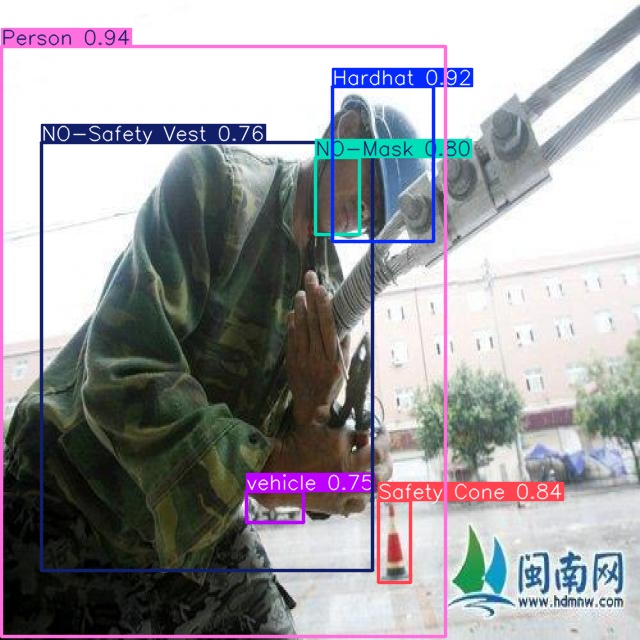 Person 0.94
Hardhat 0.92
NO-Safety Vest 0.76
NO-Mask 0.80
vehicle 0.75
Safety Cone 0.84
闽南网
www.hdmnw.com